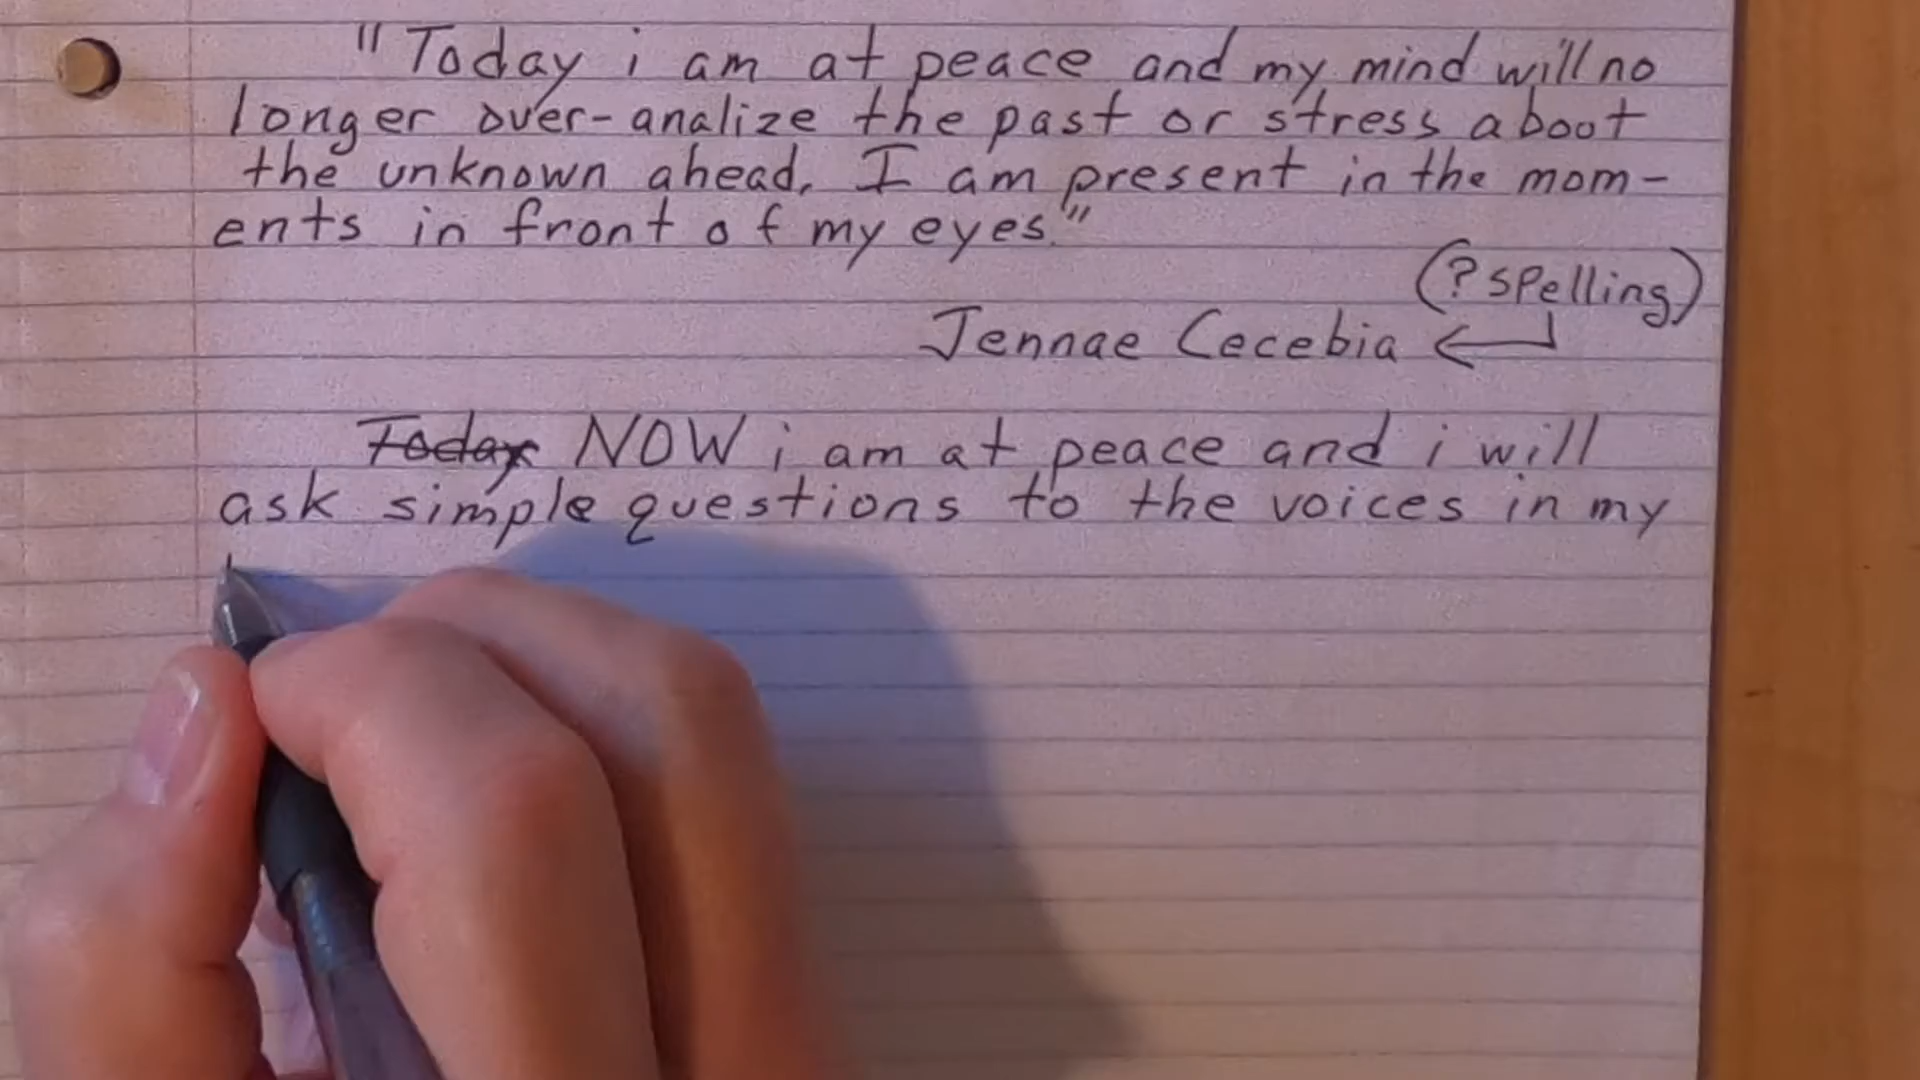 "Today i am at peace and my mind will no
longer over-analize the past or stress about
the unknown ahead. I am present in the mom-
ents in front of my eyes."
(? spelling)
Jennae Cecebia ←
Today NOW i am at peace and i will
ask simple questions to the voices in my